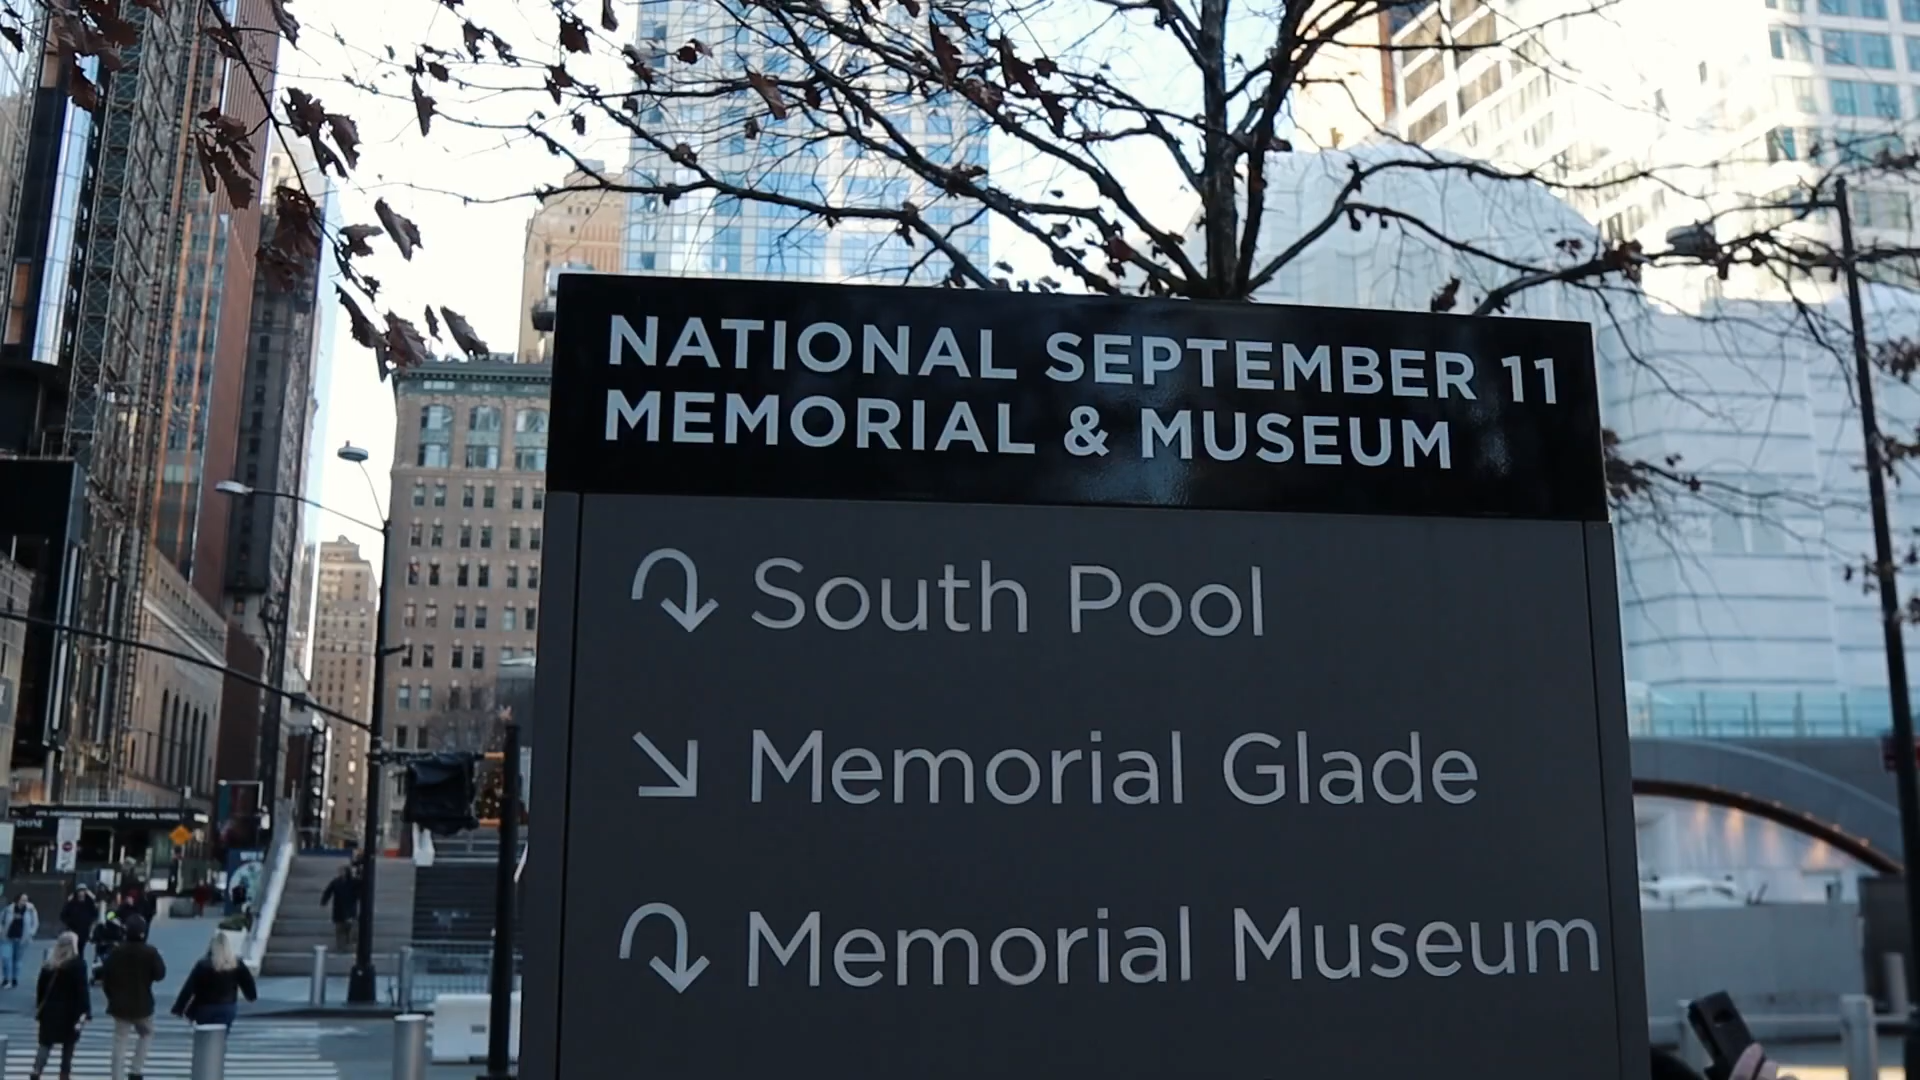 NATIONAL SEPTEMBER 11
MEMORIAL & MUSEUM
South Pool
Memorial Glade
Memorial Museum